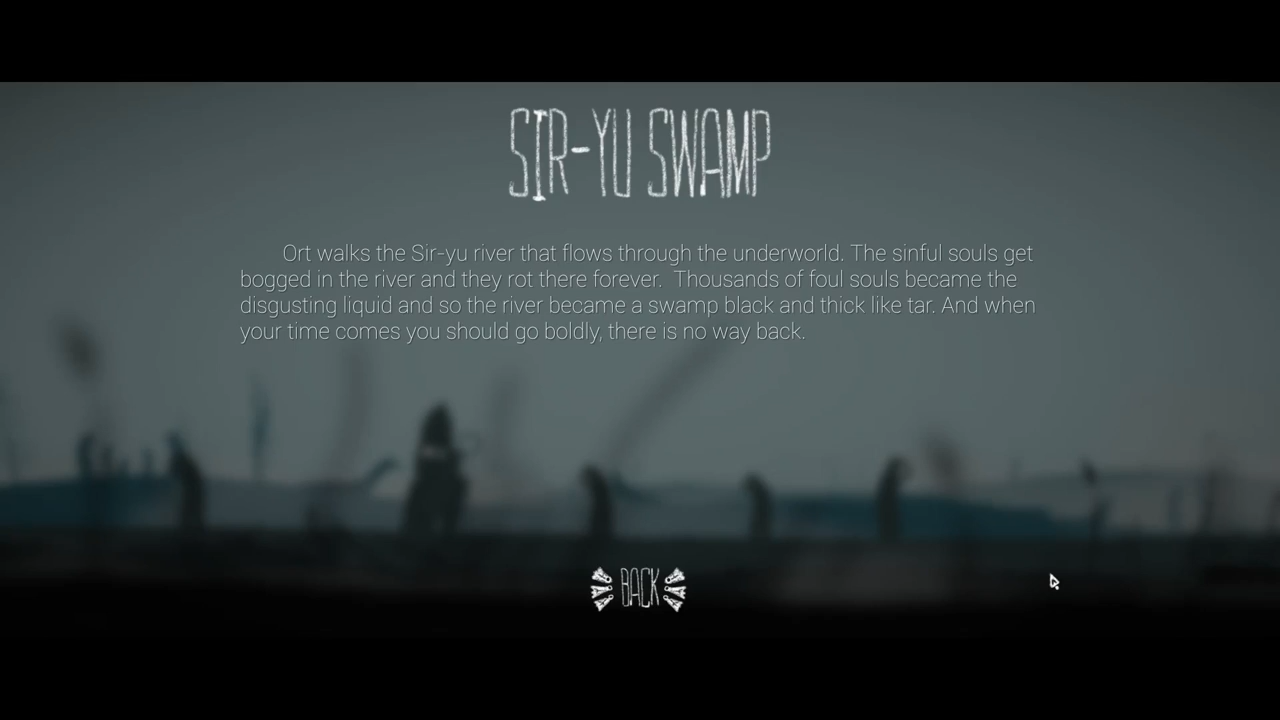 SIR-YU SWAMP
Ort walks the Sir-yu river that flows through the underworld. The sinful souls get
bogged in the river and they rot there forever.  Thousands of foul souls became the
disgusting liquid and so the river became a swamp black and thick like tar. And when
your time comes you should go boldly, there is no way back.
BACK